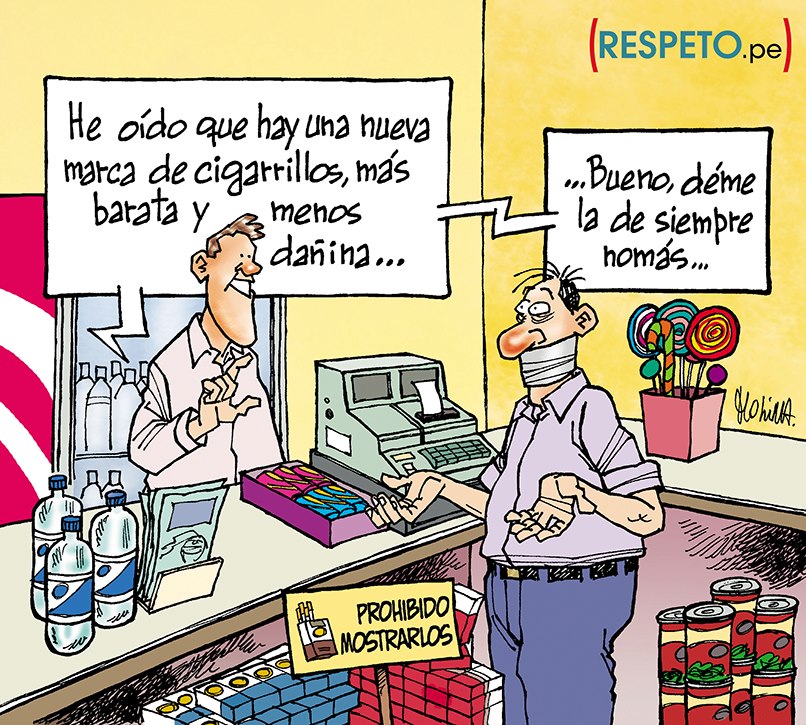 (RESPETO.pe)
He oído que hay una nueva
marca de cigarrillos, más
barata y menos
dañina...
...Bueno, déme
la de siempre
nomás...
PROHIBIDO
MOSTRARLOS